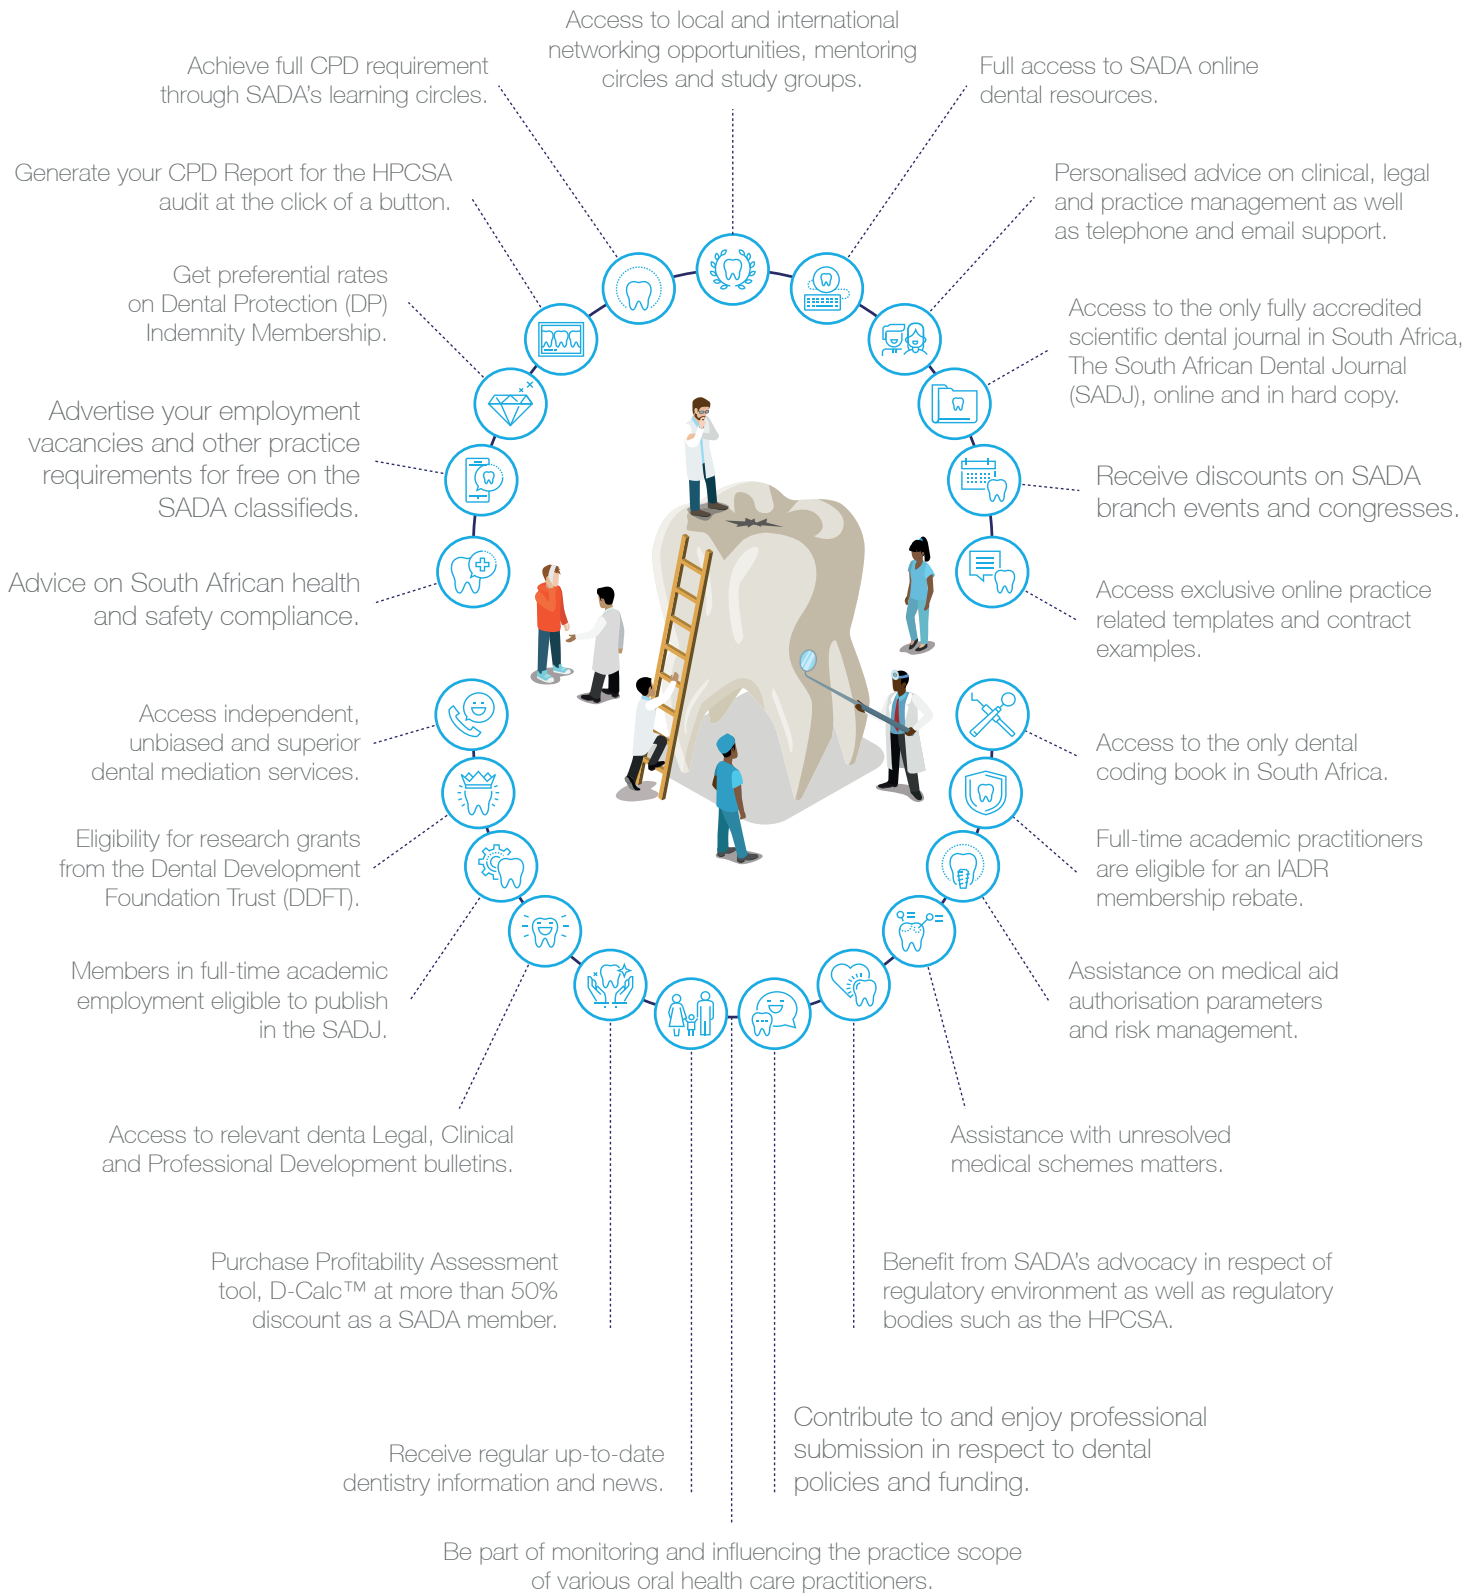 Access to local and international
networking opportunities, mentoring
circles and study groups.
Achieve full CPD requirement
through SADA's learning circles.
Full access to SADA online
dental resources.
Generate your CPD Report for the HPCSA
audit at the click of a button.
Personalised advice on clinical, legal
and practice management as well
as telephone and email support.
Get preferential rates
on Dental Protection (DP)
Indemnity Membership.
Access to the only fully accredited
scientific dental journal in South Africa,
The South African Dental Journal
(SADJ), online and in hard copy.
Advertise your employment
vacancies and other practice
requirements for free on the
SADA classifieds.
Receive discounts on SADA
branch events and congresses.
Advice on South African health
and safety compliance.
Access exclusive online practice
related templates and contract
examples.
Access independent,
unbiased and superior
dental mediation services.
Access to the only dental
coding book in South Africa.
Eligibility for research grants
from the Dental Development
Foundation Trust (DDFT).
Full-time academic practitioners
are eligible for an IADR
membership rebate.
Members in full-time academic
employment eligible to publish
in the SADJ.
Assistance on medical aid
authorisation parameters
and risk management.
Access to relevant denta Legal, Clinical
and Professional Development bulletins.
Assistance with unresolved
medical schemes matters.
Purchase Profitability Assessment
tool, D-Calc™ at more than 50%
discount as a SADA member.
Benefit from SADA's advocacy in respect of
regulatory environment as well as regulatory
bodies such as the HPCSA.
Receive regular up-to-date
dentistry information and news.
Contribute to and enjoy professional
submission in respect to dental
policies and funding.
Be part of monitoring and influencing the practice scope
of various oral health care practitioners.